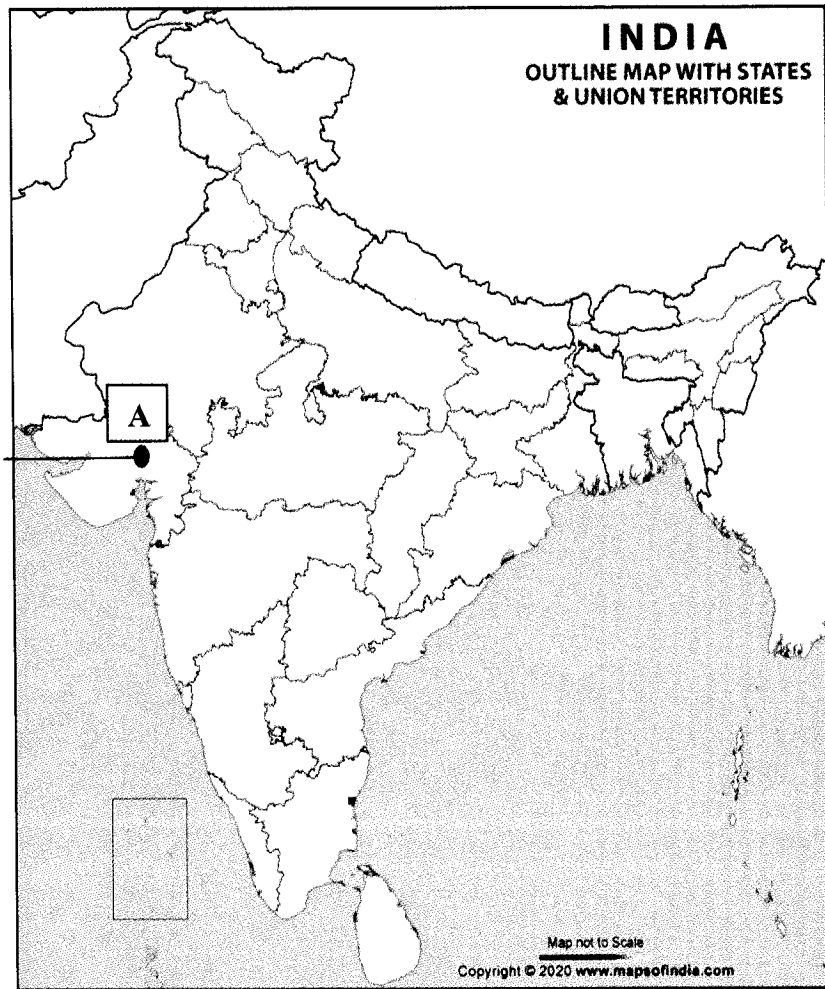 INDIA
OUTLINE MAP WITH STATES
& UNION TERRITORIES
A
Map not to Scale
Copyright © 2020 www.mapsofindia.com